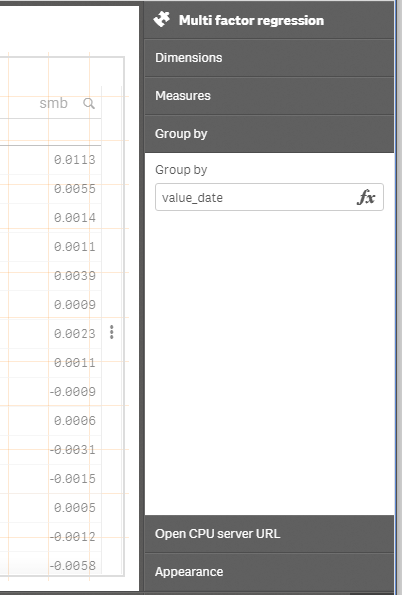 smb
0.0113
0.0055
0.0014
0.0011
0.0039
0.0009
0.0023
0.0011
-0.0009
0.0006
-0.0031
-0.0015
0.0005
-0.0012
-0.0058
Multi factor regression
Dimensions
Measures
Group by
Group by
value_date fx
Open CPU server URL
Appearance